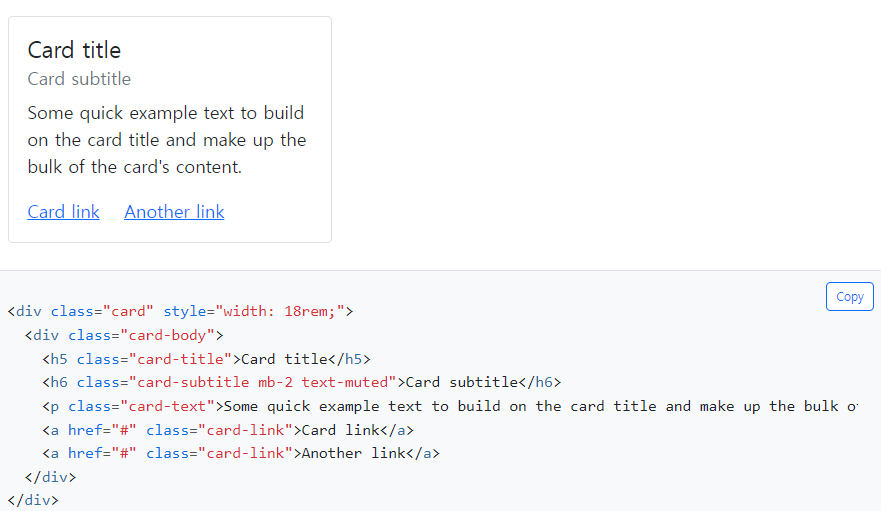 Card title
Card subtitle
Some quick example text to build
on the card title and make up the
bulk of the card's content.
Card link Another link
Copy
<div class="card" style="width: 18rem;">
  <div class="card-body">
    <h5 class="card-title">Card title</h5>
    <h6 class="card-subtitle mb-2 text-muted">Card subtitle</h6>
    <p class="card-text">Some quick example text to build on the card title and make up the bulk
    <a href="#" class="card-link">Card link</a>
    <a href="#" class="card-link">Another link</a>
  </div>
</div>